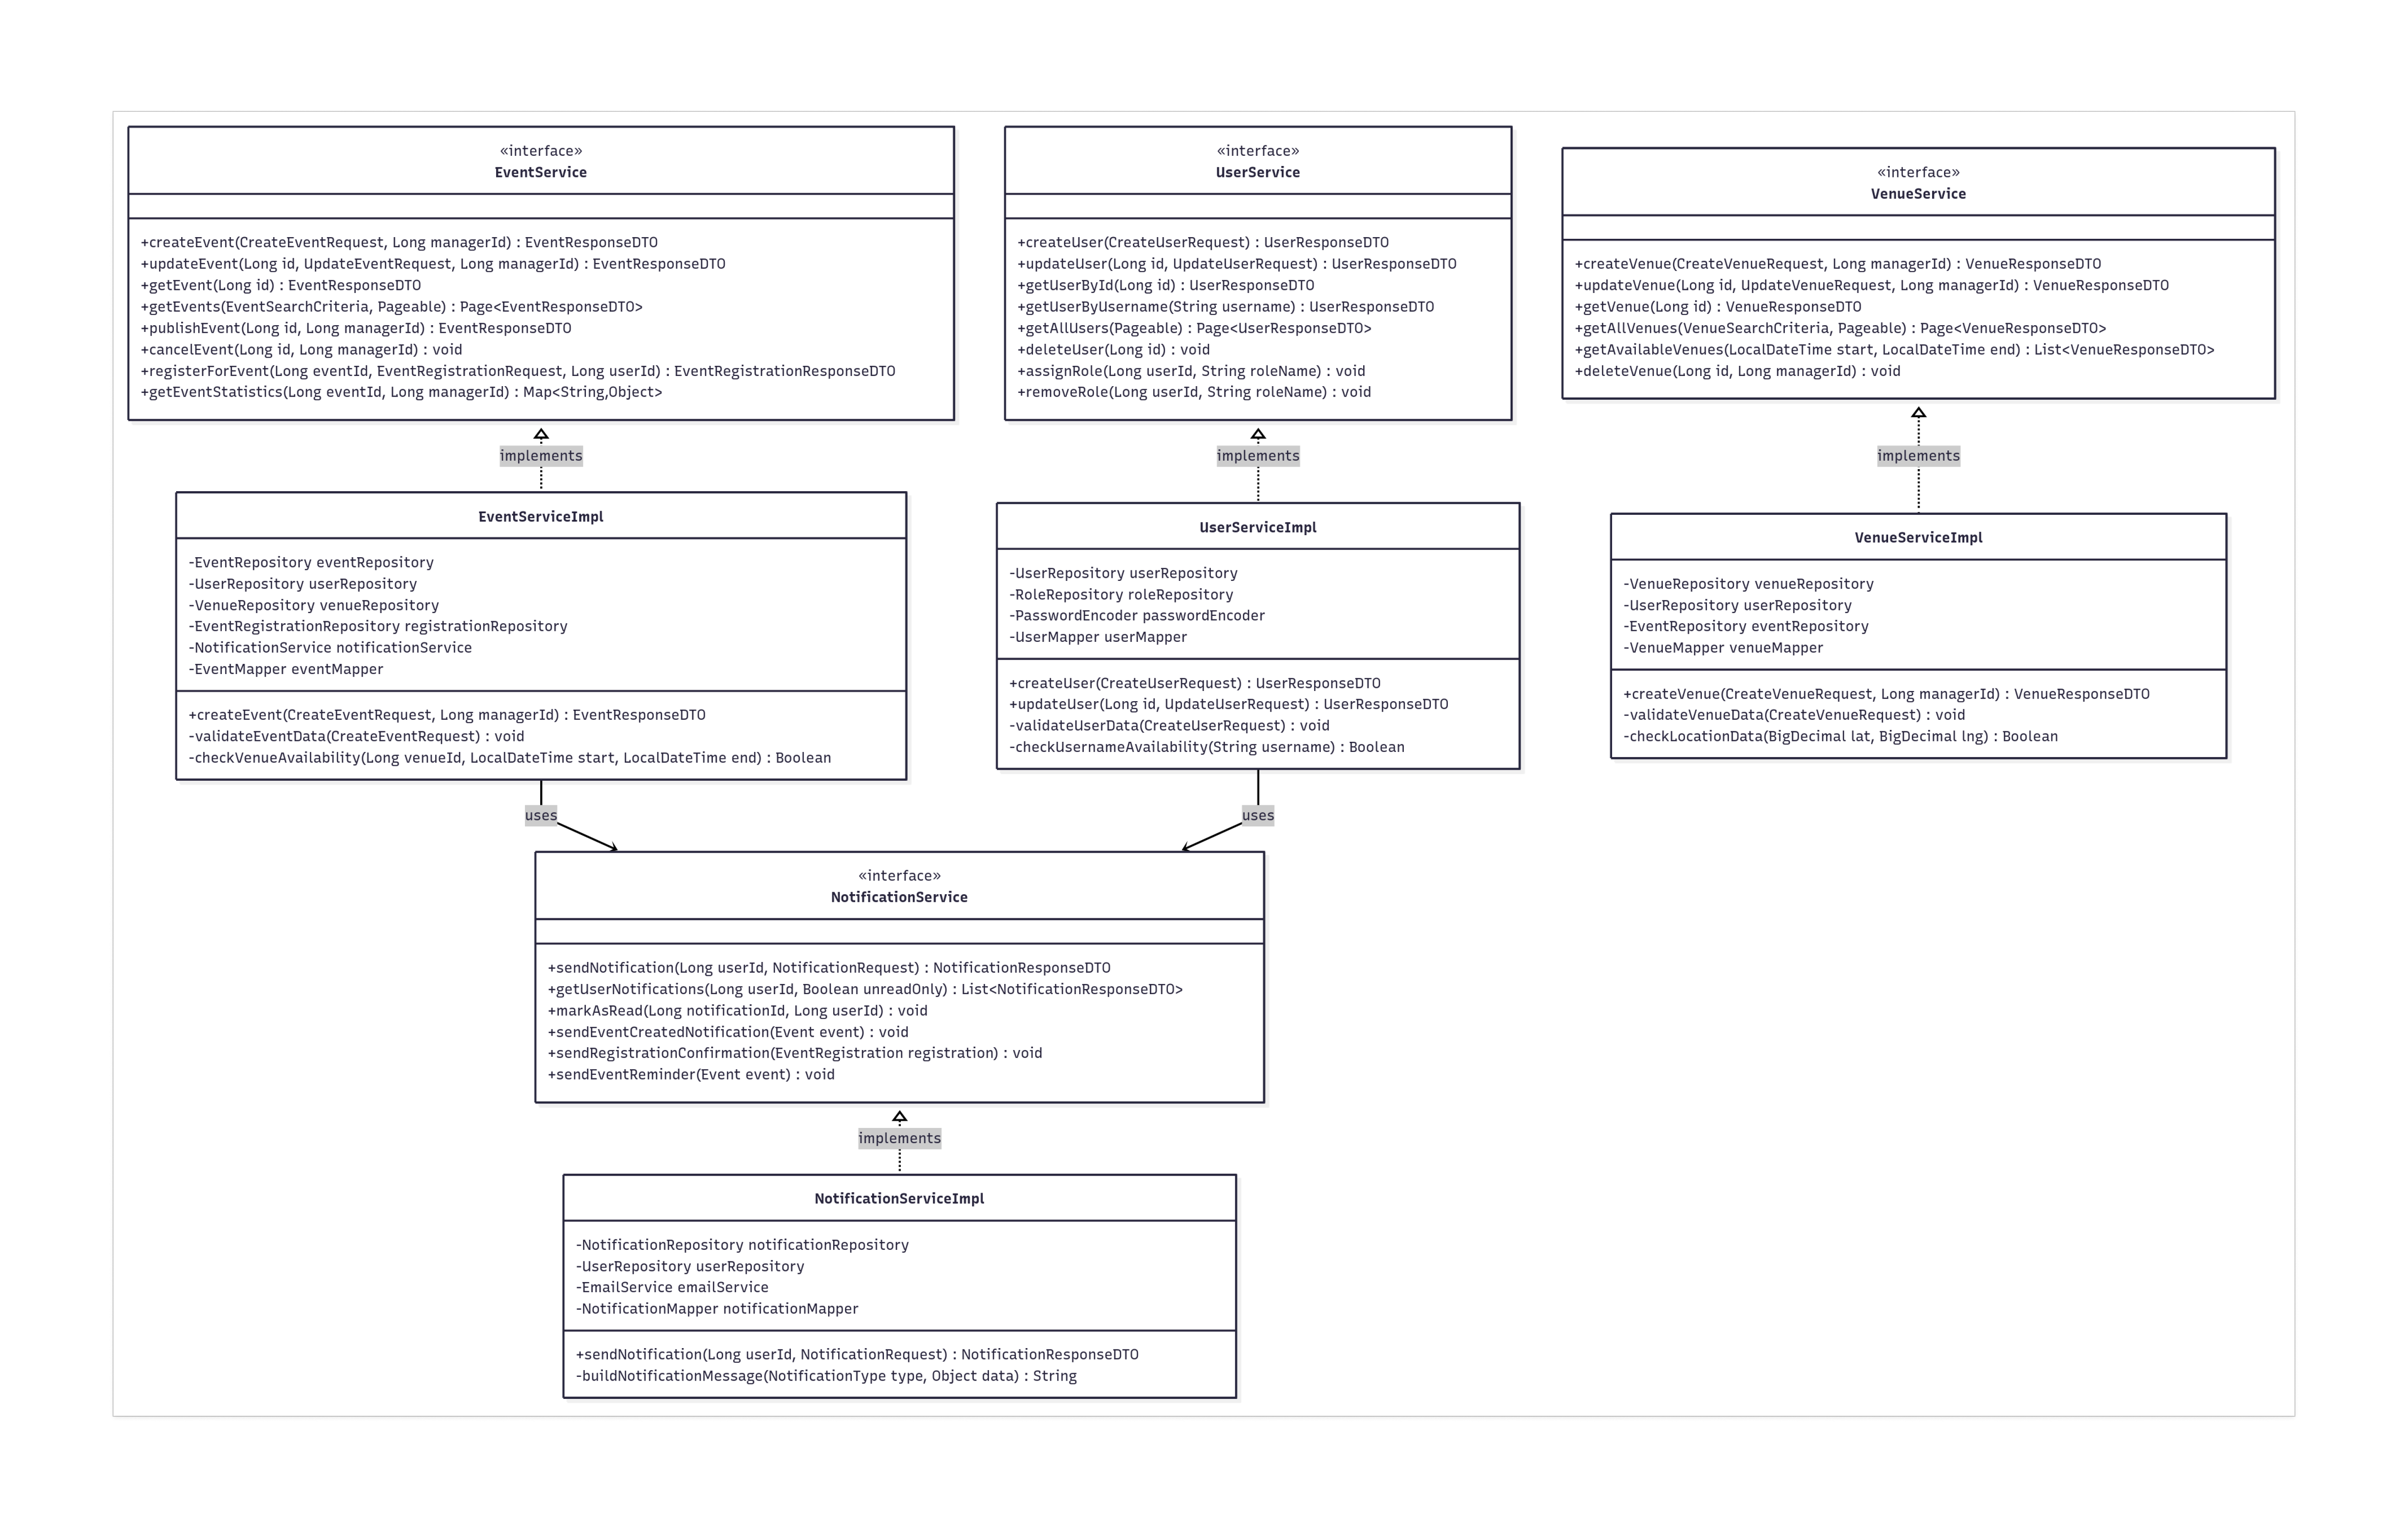 «interface»
EventService
+createEvent(CreateEventRequest, Long managerId) : EventResponseDTO
+updateEvent(Long id, UpdateEventRequest, Long managerId) : EventResponseDTO
+getEvent(Long id) : EventResponseDTO
+getEvents(EventSearchCriteria, Pageable) : Page<EventResponseDTO>
+publishEvent(Long id, Long managerId) : EventResponseDTO
+cancelEvent(Long id, Long managerId) : void
+registerForEvent(Long eventId, EventRegistrationRequest, Long userId) : EventRegistrationResponseDTO
+getEventStatistics(Long eventId, Long managerId) : Map<String,Object>
«interface»
UserService
+createUser(CreateUserRequest) : UserResponseDTO
+updateUser(Long id, UpdateUserRequest) : UserResponseDTO
+getUserById(Long id) : UserResponseDTO
+getUserByUsername(String username) : UserResponseDTO
+getAllUsers(Pageable) : Page<UserResponseDTO>
+deleteUser(Long id) : void
+assignRole(Long userId, String roleName) : void
+removeRole(Long userId, String roleName) : void
«interface»
VenueService
+createVenue(CreateVenueRequest, Long managerId) : VenueResponseDTO
+updateVenue(Long id, UpdateVenueRequest, Long managerId) : VenueResponseDTO
+getVenue(Long id) : VenueResponseDTO
+getAllVenues(VenueSearchCriteria, Pageable) : Page<VenueResponseDTO>
+getAvailableVenues(LocalDateTime start, LocalDateTime end) : List<VenueResponseDTO>
+deleteVenue(Long id, Long managerId) : void
implements
implements
implements
EventServiceImpl
-EventRepository eventRepository
-UserRepository userRepository
-VenueRepository venueRepository
-EventRegistrationRepository registrationRepository
-NotificationService notificationService
-EventMapper eventMapper
+createEvent(CreateEventRequest, Long managerId) : EventResponseDTO
-validateEventData(CreateEventRequest) : void
-checkVenueAvailability(Long venueId, LocalDateTime start, LocalDateTime end) : Boolean
UserServiceImpl
-UserRepository userRepository
-RoleRepository roleRepository
-PasswordEncoder passwordEncoder
-UserMapper userMapper
+createUser(CreateUserRequest) : UserResponseDTO
+updateUser(Long id, UpdateUserRequest) : UserResponseDTO
-validateUserData(CreateUserRequest) : void
-checkUsernameAvailability(String username) : Boolean
VenueServiceImpl
-VenueRepository venueRepository
-UserRepository userRepository
-EventRepository eventRepository
-VenueMapper venueMapper
+createVenue(CreateVenueRequest, Long managerId) : VenueResponseDTO
-validateVenueData(CreateVenueRequest) : void
-checkLocationData(BigDecimal lat, BigDecimal lng) : Boolean
uses
uses
«interface»
NotificationService
+sendNotification(Long userId, NotificationRequest) : NotificationResponseDTO
+getUserNotifications(Long userId, Boolean unreadOnly) : List<NotificationResponseDTO>
+markAsRead(Long notificationId, Long userId) : void
+sendEventCreatedNotification(Event event) : void
+sendRegistrationConfirmation(EventRegistration registration) : void
+sendEventReminder(Event event) : void
implements
NotificationServiceImpl
-NotificationRepository notificationRepository
-UserRepository userRepository
-EmailService emailService
-NotificationMapper notificationMapper
+sendNotification(Long userId, NotificationRequest) : NotificationResponseDTO
-buildNotificationMessage(NotificationType type, Object data) : String